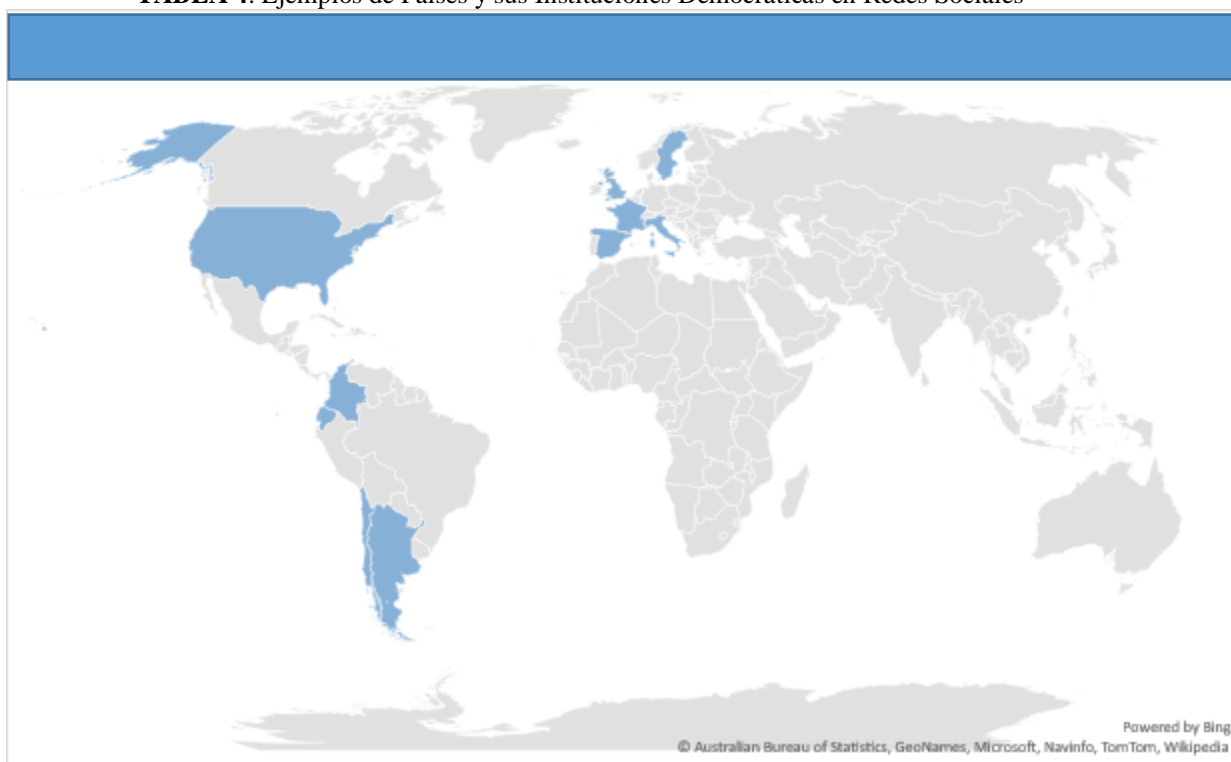 TABLA 4. Ejemplos de Países y sus Instituciones Democráticas en Redes Sociales
Powered by Bing
© Australian Bureau of Statistics, GeoNames, Microsoft, Navinfo, TomTom, Wikipedia